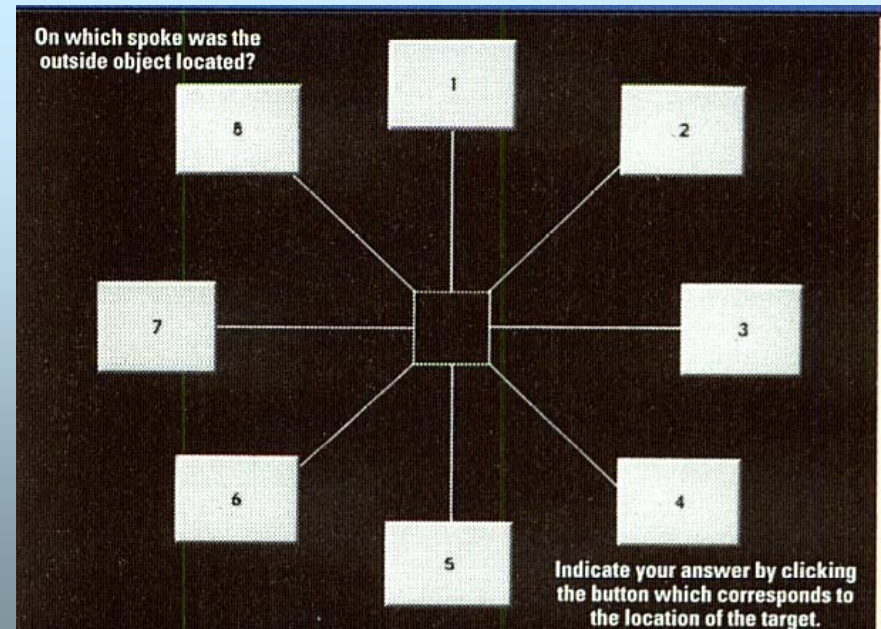 On which spoke was the
outside object located?
1
8
2
7
3
6
4
5
Indicate your answer by clicking
the button which corresponds to
the location of the target.